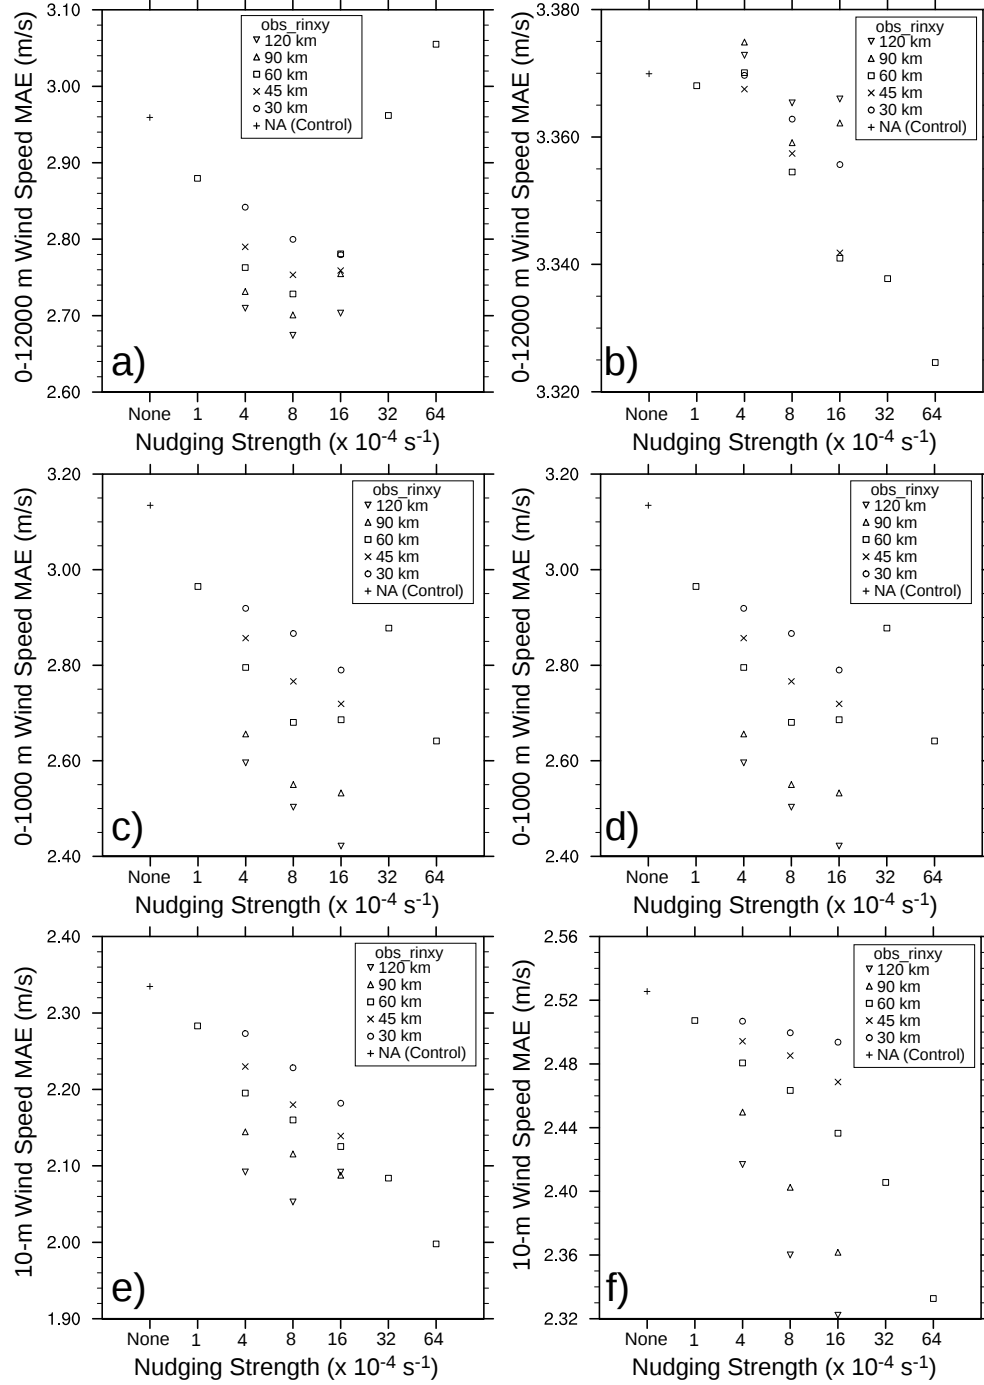 3.10
3.00
2.90
2.80
2.70
2.60
0-12000 m Wind Speed MAE (m/s)
obs_rinxy
120 km
90 km
60 km
45 km
30 km
NA (Control)
a)
None 1 4 8 16 32 64
Nudging Strength (x 10-4 s-1)
3.380
3.360
3.340
3.320
0-12000 m Wind Speed MAE (m/s)
obs_rinxy
120 km
90 km
60 km
45 km
30 km
NA (Control)
b)
None 1 4 8 16 32 64
Nudging Strength (x 10-4 s-1)
3.20
3.00
2.80
2.60
2.40
0-1000 m Wind Speed MAE (m/s)
obs_rinxy
120 km
90 km
60 km
45 km
30 km
NA (Control)
c)
None 1 4 8 16 32 64
Nudging Strength (x 10-4 s-1)
3.20
3.00
2.80
2.60
2.40
0-1000 m Wind Speed MAE (m/s)
obs_rinxy
120 km
90 km
60 km
45 km
30 km
NA (Control)
d)
None 1 4 8 16 32 64
Nudging Strength (x 10-4 s-1)
2.40
2.30
2.20
2.10
2.00
1.90
10-m Wind Speed MAE (m/s)
obs_rinxy
120 km
90 km
60 km
45 km
30 km
NA (Control)
e)
None 1 4 8 16 32 64
Nudging Strength (x 10-4 s-1)
2.56
2.52
2.48
2.44
2.40
2.36
2.32
10-m Wind Speed MAE (m/s)
obs_rinxy
120 km
90 km
60 km
45 km
30 km
NA (Control)
f)
None 1 4 8 16 32 64
Nudging Strength (x 10-4 s-1)